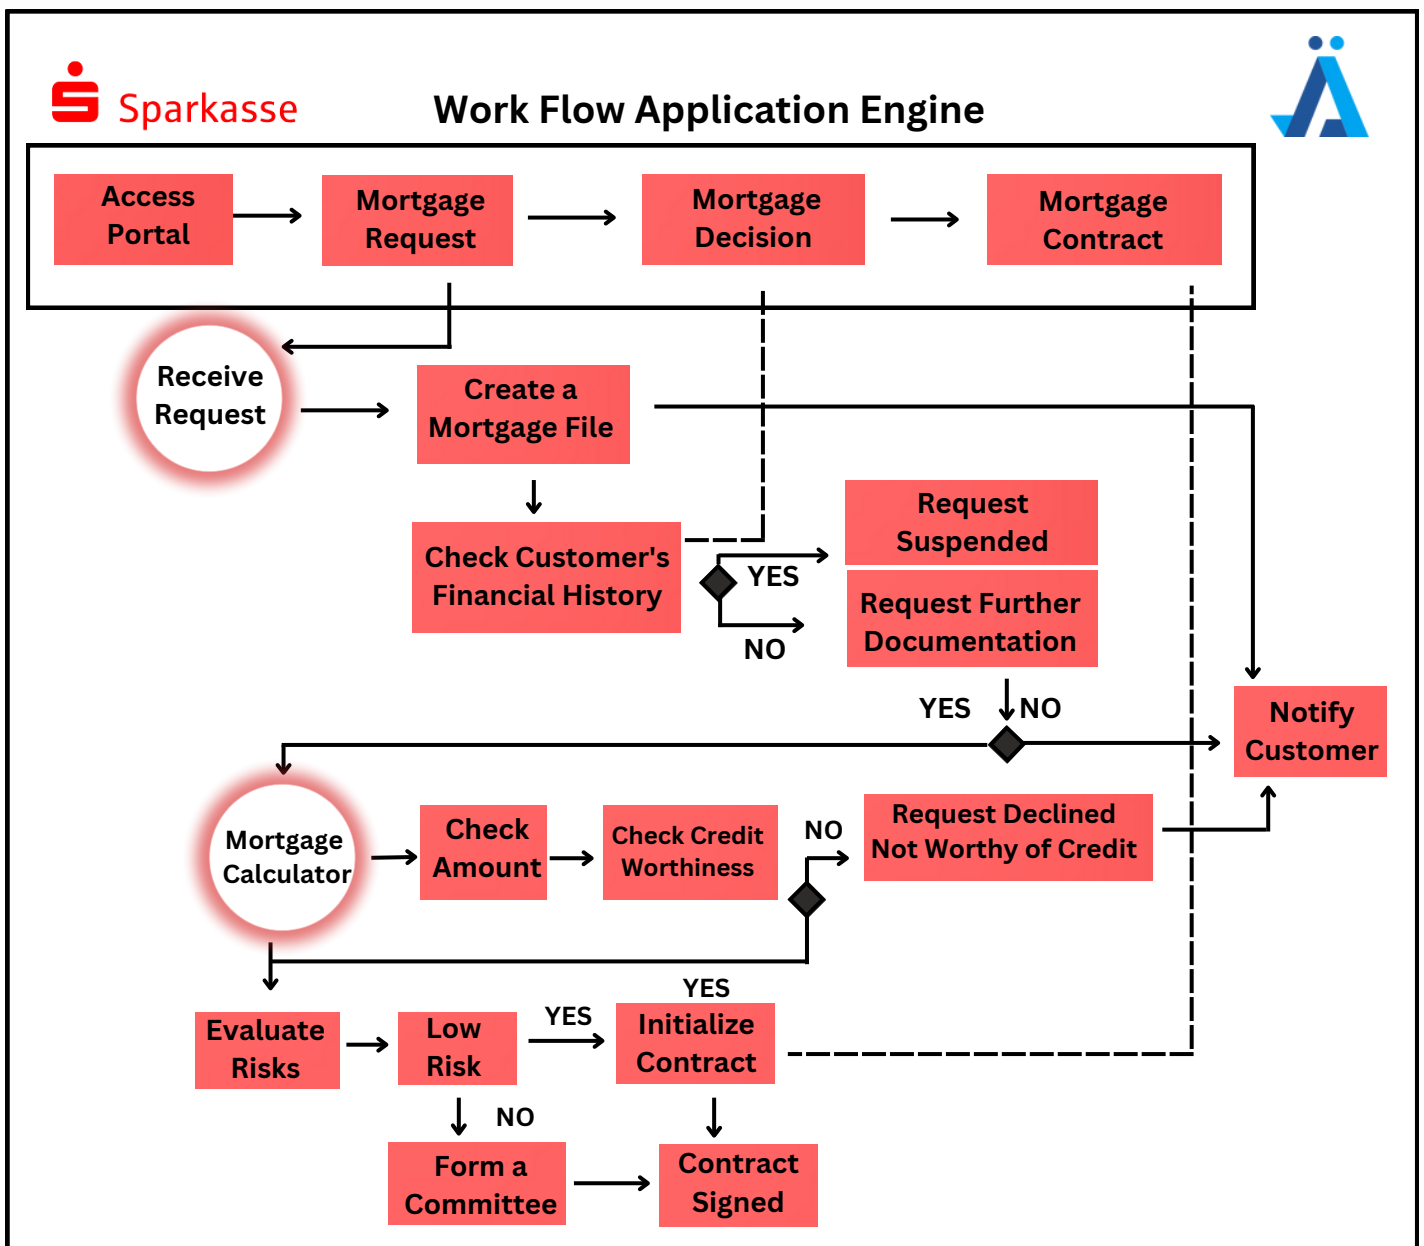 Sparkasse
Work Flow Application Engine
Access
Portal
Mortgage
Request
Mortgage
Decision
Mortgage
Contract
Receive
Request
Create a
Mortgage File
Check Customer's
Financial History
YES
NO
Request
Suspended
Request Further
Documentation
YES
NO
Notify
Customer
Mortgage
Calculator
Check
Amount
Check Credit
Worthiness
NO
Request Declined
Not Worthy of Credit
YES
Evaluate
Risks
Low
Risk
YES
Initialize
Contract
NO
Form a
Committee
Contract
Signed